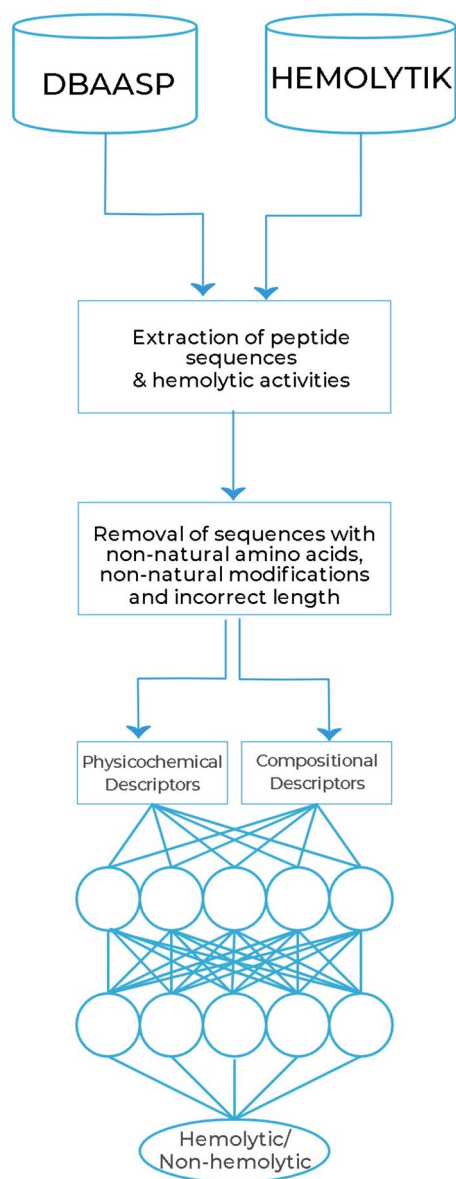 DBAASP
HEMOLYTIK
Extraction of peptide
sequences
& hemolytic activities
Removal of sequences with
non-natural amino acids,
non-natural modifications
and incorrect length
Physicochemical
Descriptors
Compositional
Descriptors
Hemolytic/
Non-hemolytic